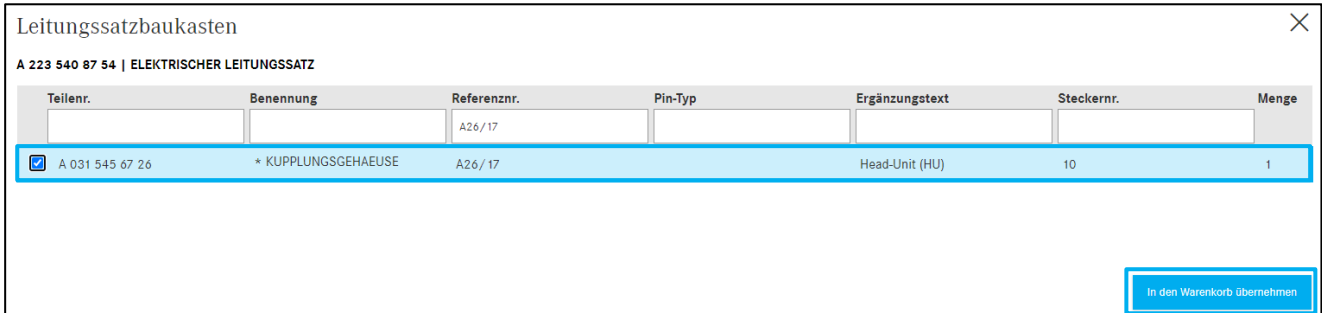 Leitungssatzbaukasten
A 223 540 87 54 | ELEKTRISCHER LEITUNGSSATZ
Teilenr. Benennung Referenznr. Pin-Typ Ergänzungstext Steckernr. Menge
A26/17
A 031 545 67 26 * KUPPLUNGSGEHAEUSE A26/17 Head-Unit (HU) 10 1
In den Warenkorb übernehmen